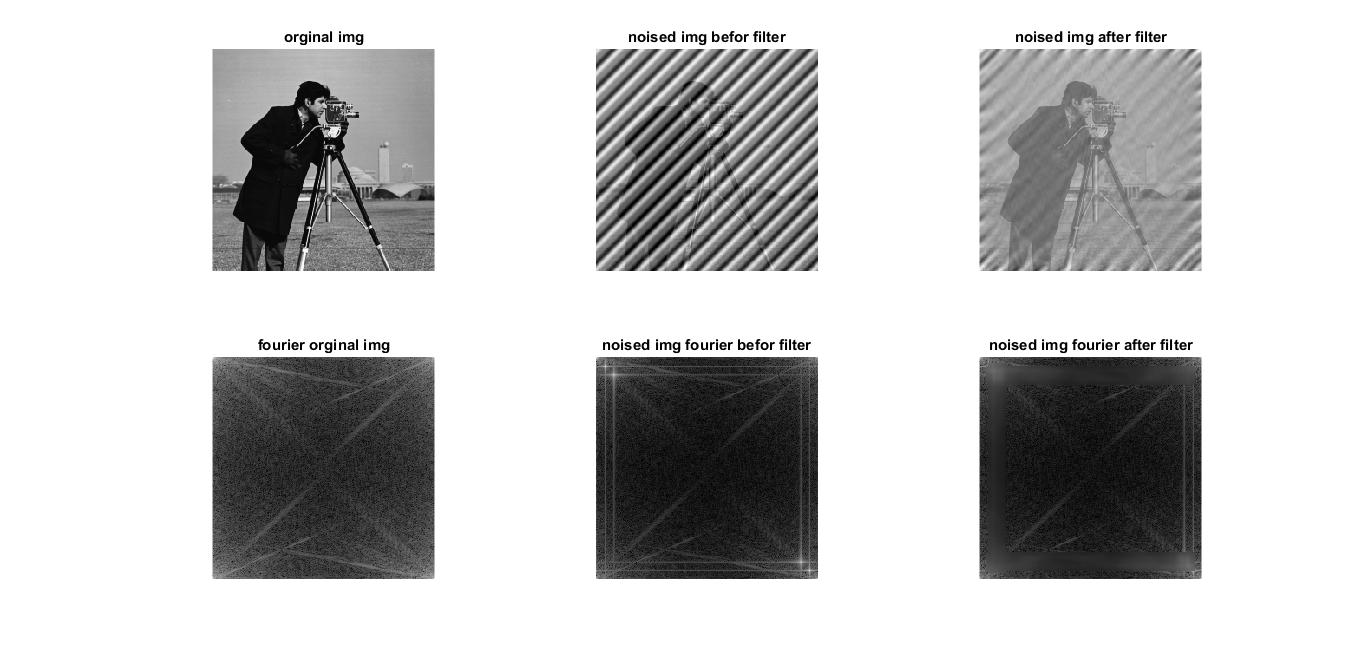 orginal img
noised img befor filter
noised img after filter
fourier orginal img
noised img fourier befor filter
noised img fourier after filter